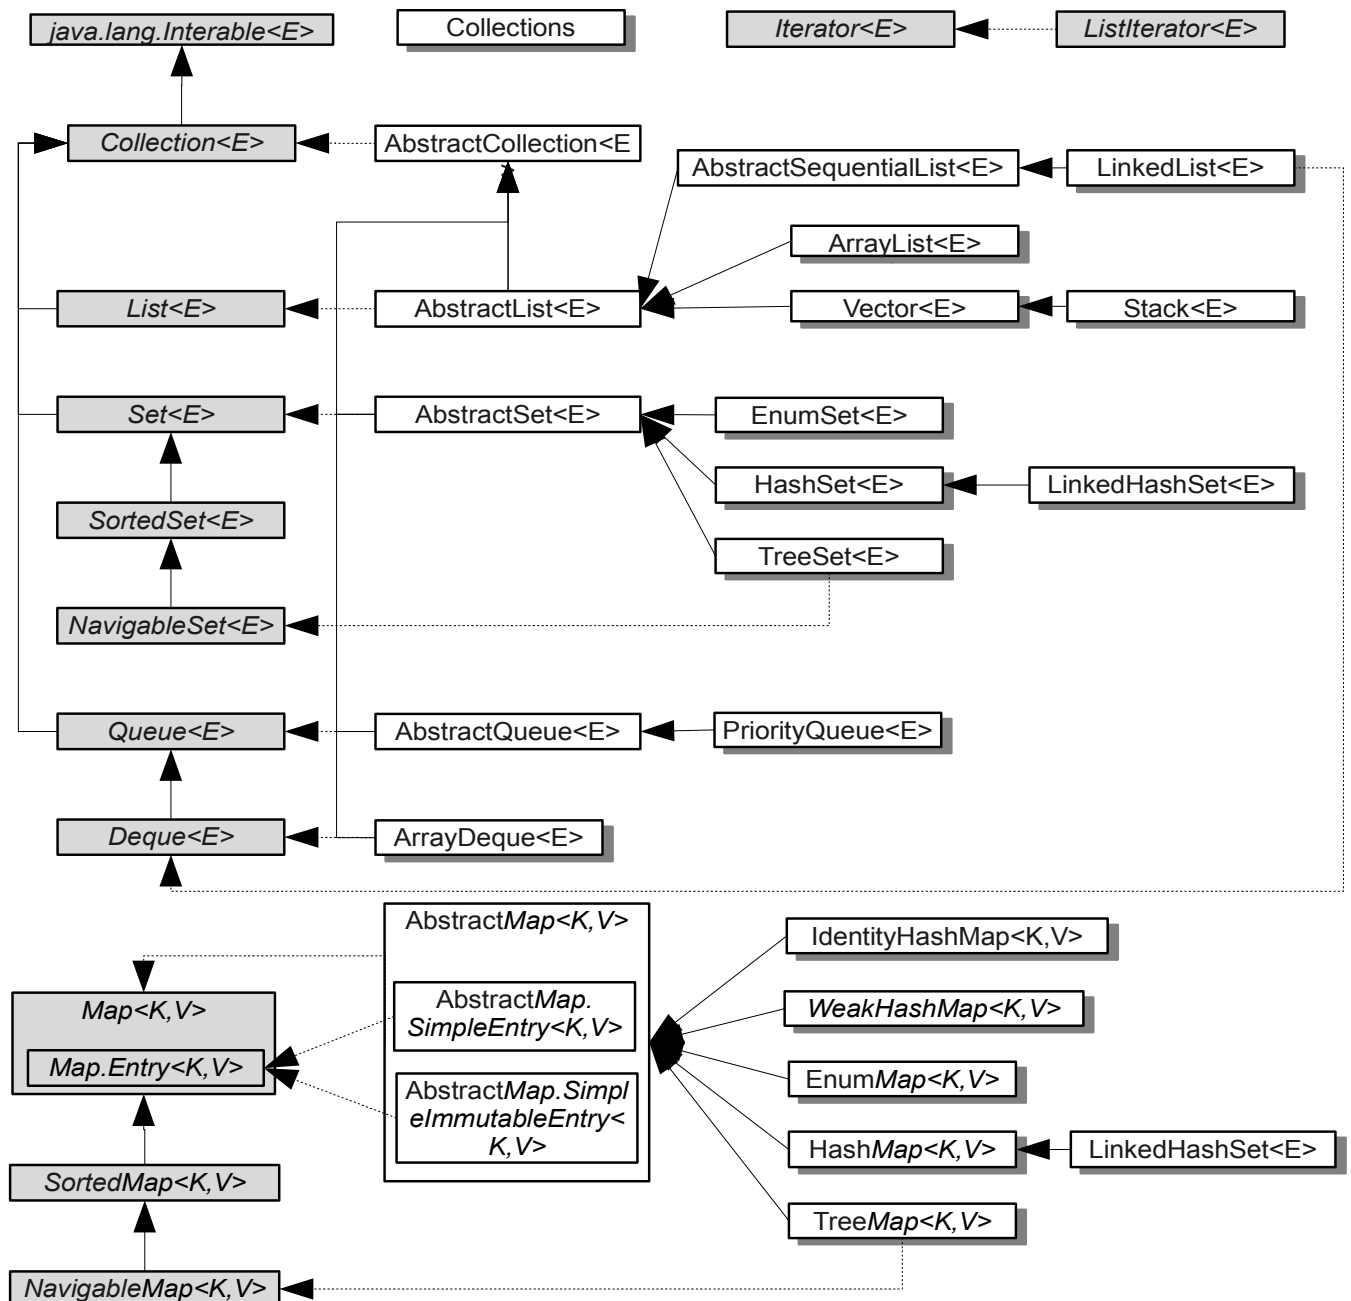 java.lang.Interable<E>
Collections
Iterator<E>
ListIterator<E>
Collection<E>
AbstractCollection<E
AbstractSequentialList<E>
LinkedList<E>
ArrayList<E>
List<E>
AbstractList<E>
Vector<E>
Stack<E>
Set<E>
AbstractSet<E>
EnumSet<E>
HashSet<E>
LinkedHashSet<E>
SortedSet<E>
TreeSet<E>
NavigableSet<E>
Queue<E>
AbstractQueue<E>
PriorityQueue<E>
Deque<E>
ArrayDeque<E>
AbstractMap<K,V>
IdentityHashMap<K,V>
Map<K,V>
AbstractMap.
SimpleEntry<K,V>
WeakHashMap<K,V>
Map.Entry<K,V>
AbstractMap.Simpl
eImmutableEntry<
K,V>
EnumMap<K,V>
HashMap<K,V>
LinkedHashSet<E>
SortedMap<K,V>
TreeMap<K,V>
NavigableMap<K,V>